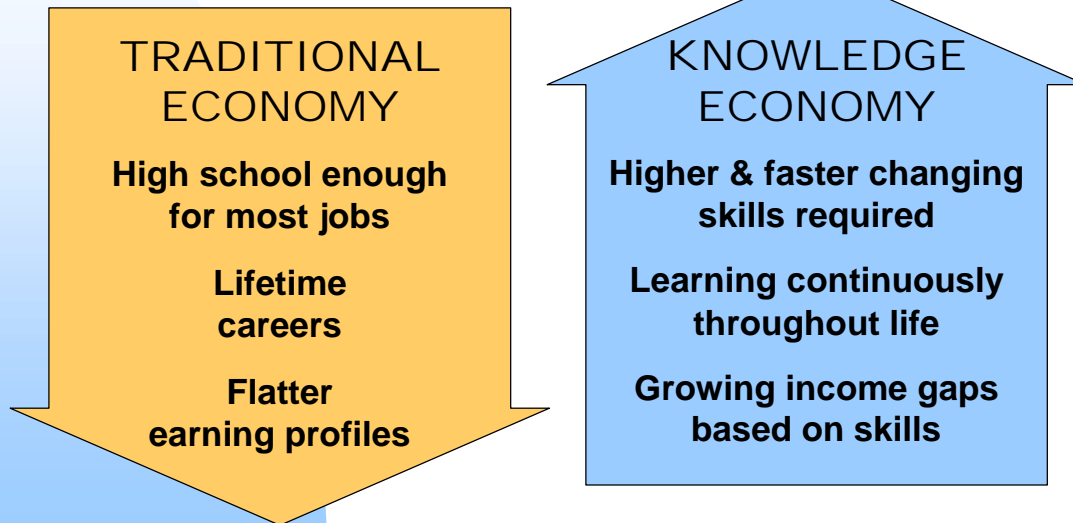 TRADITIONAL
ECONOMY
High school enough
for most jobs
Lifetime
careers
Flatter
earning profiles
KNOWLEDGE
ECONOMY
Higher & faster changing
skills required
Learning continuously
throughout life
Growing income gaps
based on skills